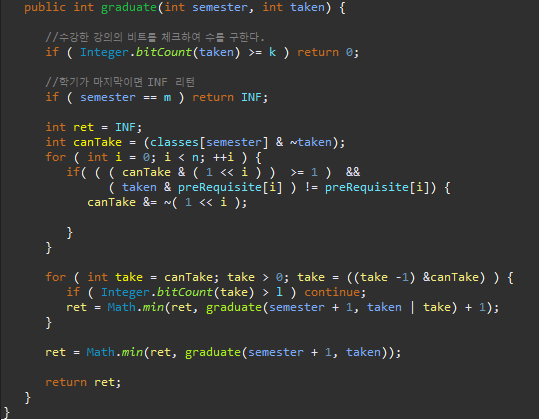 public int graduate(int semester, int taken) {
//수강한 강의의 비트를 체크하여 수를 구한다.
if ( Integer.bitCount(taken) >= k ) return 0;
//학기가 마지막이면 INF 리턴
if ( semester == m ) return INF;
int ret = INF;
int canTake = (classes[semester] & ~taken);
for ( int i = 0; i < n; ++i ) {
if( ( ( canTake & ( 1 << i ) )  >= 1 )  &&
( taken & preRequisite[i] ) != preRequisite[i]) {
canTake &= ~( 1 << i );
}
}
for ( int take = canTake; take > 0; take = ((take -1) &canTake) ) {
if ( Integer.bitCount(take) > l ) continue;
ret = Math.min(ret, graduate(semester + 1, taken | take) + 1);
}
ret = Math.min(ret, graduate(semester + 1, taken));
return ret;
}
}